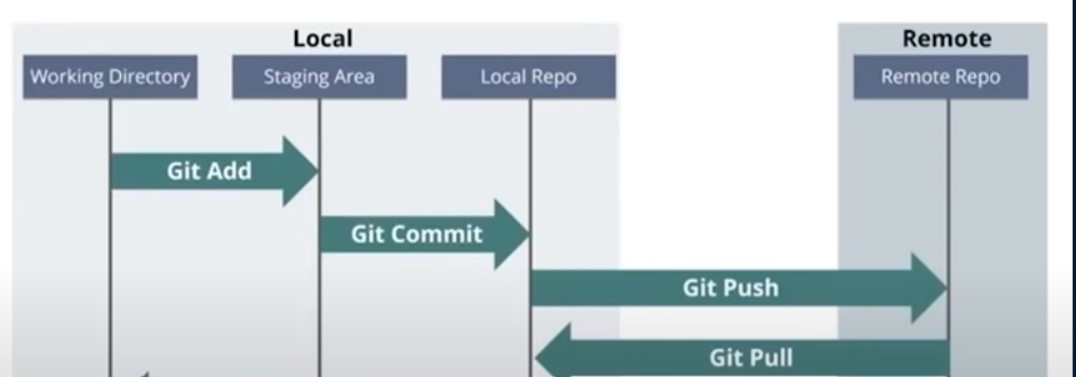 Local
Remote
Working Directory
Staging Area
Local Repo
Remote Repo
Git Add
Git Commit
Git Push
Git Pull